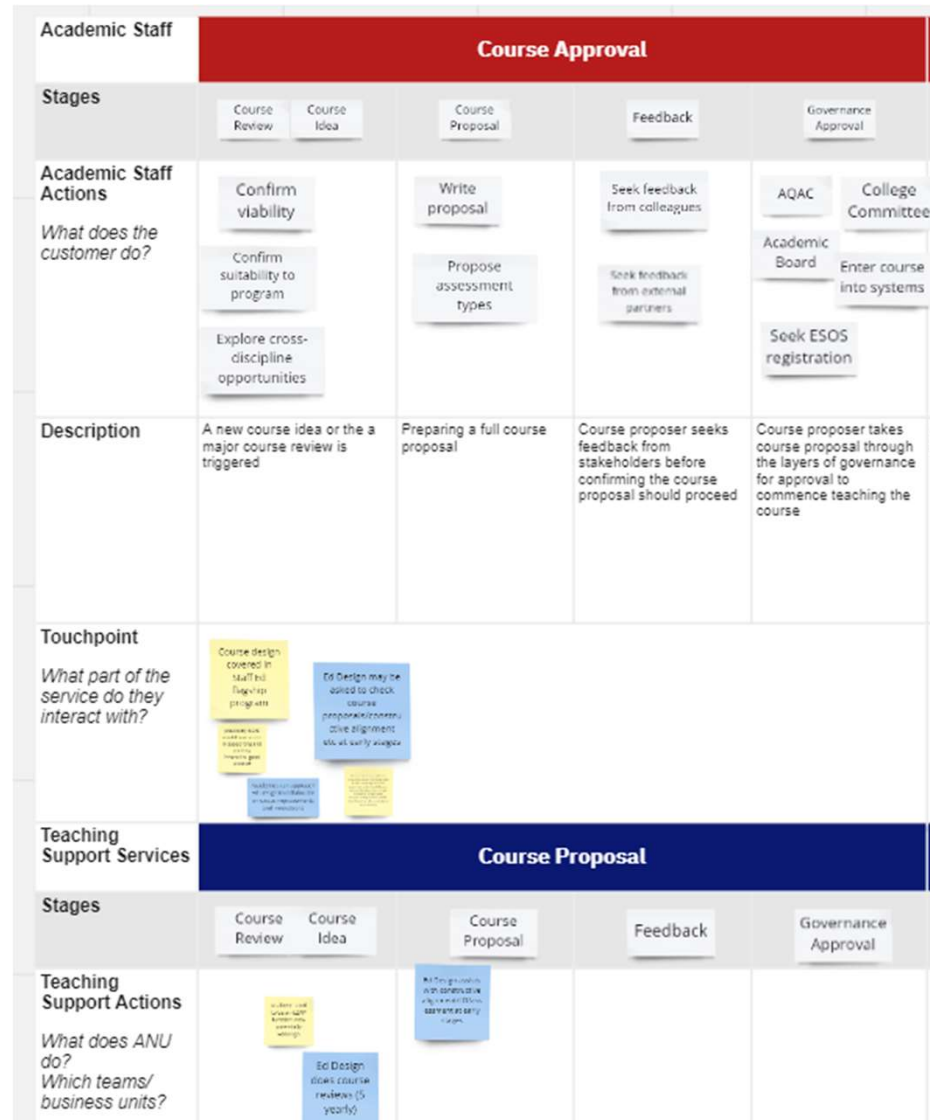 Academic Staff
Course Approval
Stages
Course
Review
Course
Idea
Course
Proposal
Feedback
Governance
Approval
Academic Staff
Actions
What does the
customer do?
Confirm
viability
Confirm
suitability to
program
Explore cross-
discipline
opportunities
Write
proposal
Propose
assessment
types
Seek feedback
from colleagues
Seek feedback
from external
partners
AQAC
College
Committee
Academic
Board
Enter course
into systems
Seek ESOS
registration
Description
A new course idea or the a
major course review is
triggered
Preparing a full course
proposal
Course proposer seeks
feedback from
stakeholders before
confirming the course
proposal should proceed
Course proposer takes
course proposal through
the layers of governance
for approval to
commence teaching the
course
Touchpoint
What part of the
service do they
interact with?
Course design
covered in
Staff Ed
flagship
program
Ed Design may be
asked to check
course
proposals/constru
ctive alignment
etc at early stages
Teaching
Support Services
Course Proposal
Stages
Course
Review
Course
Idea
Course
Proposal
Feedback
Governance
Approval
Teaching
Support Actions
What does ANU
do?
Which teams/
business units?
Ed Design
does course
reviews (5
yearly)
Ed Design assists
with constructive
stages